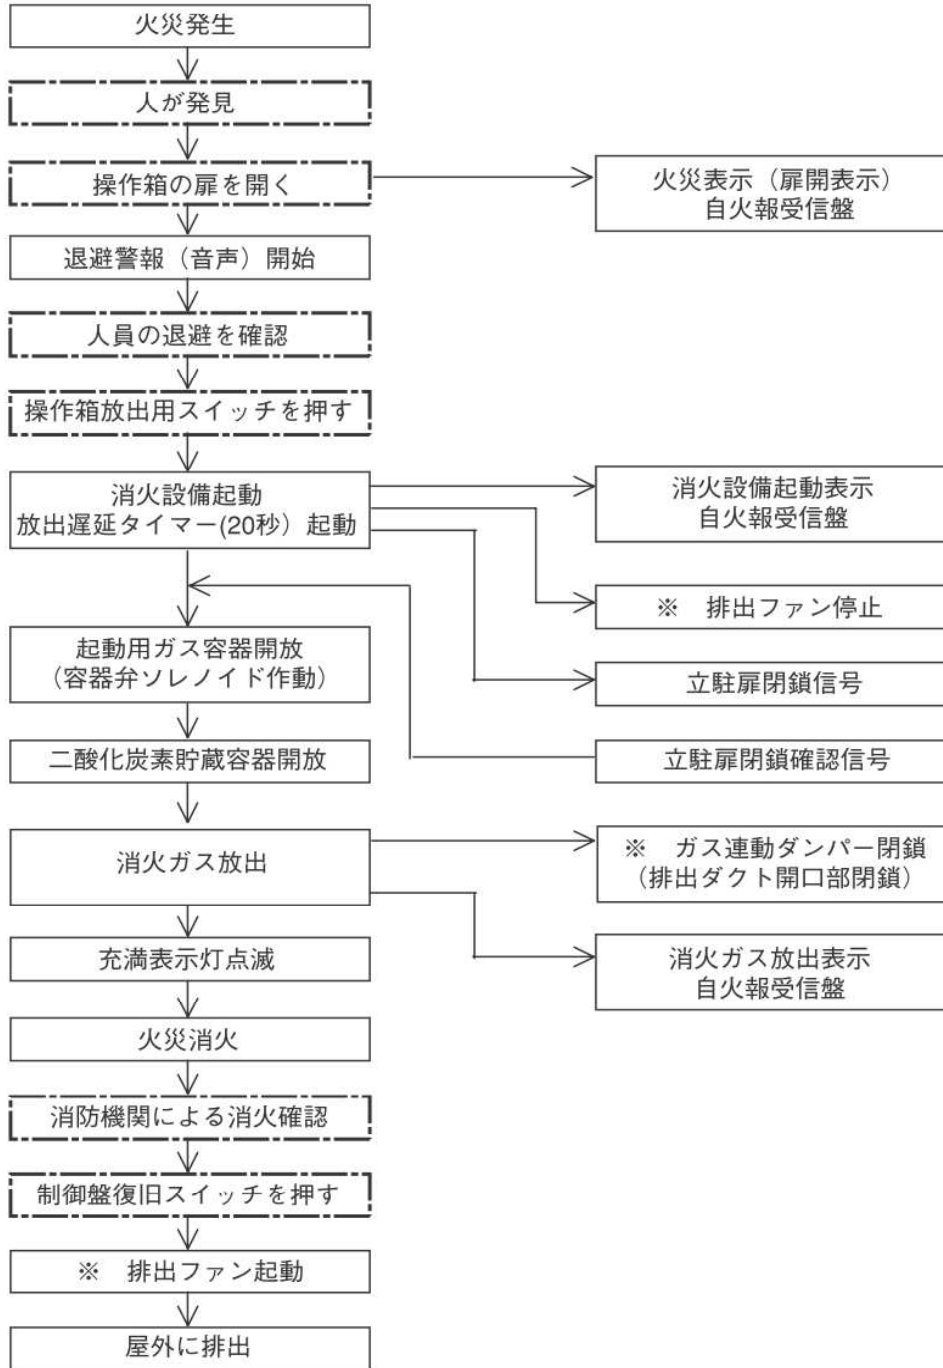 火災発生
人が発見
操作箱の扉を開く
火災表示（扉開表示）
自火報受信盤
退避警報（音声）開始
人員の退避を確認
操作箱放出用スイッチを押す
消火設備起動
放出遅延タイマー(20秒）起動
消火設備起動表示
自火報受信盤
※　排出ファン停止
起動用ガス容器開放
（容器弁ソレノイド作動）
立駐扉閉鎖信号
二酸化炭素貯蔵容器開放
立駐扉閉鎖確認信号
消火ガス放出
※　ガス連動ダンパー閉鎖
（排出ダクト開口部閉鎖）
充満表示灯点滅
消火ガス放出表示
自火報受信盤
火災消火
消防機関による消火確認
制御盤復旧スイッチを押す
※　排出ファン起動
屋外に排出